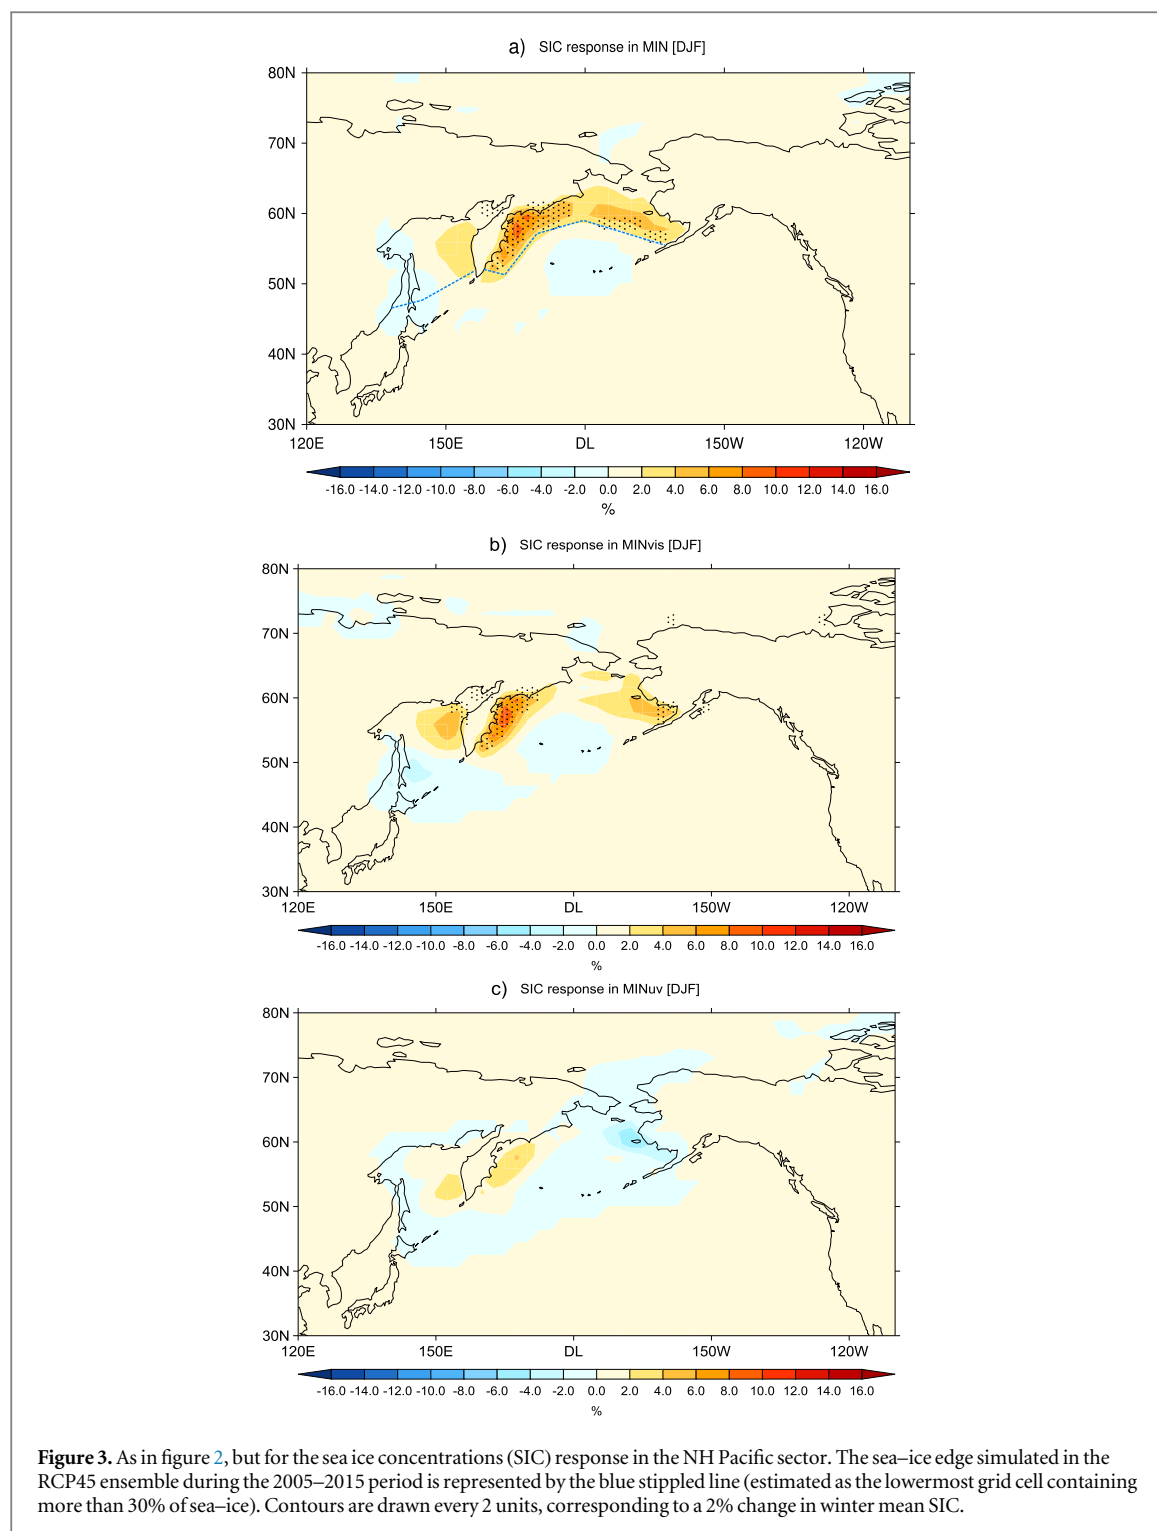 a) SIC response in MIN [DJF]
80N
70N
60N
50N
40N
30N
120E 150E DL 150W 120W
-16.0 -14.0 -12.0 -10.0 -8.0 -6.0 -4.0 -2.0 0.0 2.0 4.0 6.0 8.0 10.0 12.0 14.0 16.0
%
b) SIC response in MINvis [DJF]
80N
70N
60N
50N
40N
30N
120E 150E DL 150W 120W
-16.0 -14.0 -12.0 -10.0 -8.0 -6.0 -4.0 -2.0 0.0 2.0 4.0 6.0 8.0 10.0 12.0 14.0 16.0
%
c) SIC response in MINuv [DJF]
80N
70N
60N
50N
40N
30N
120E 150E DL 150W 120W
-16.0 -14.0 -12.0 -10.0 -8.0 -6.0 -4.0 -2.0 0.0 2.0 4.0 6.0 8.0 10.0 12.0 14.0 16.0
%
Figure 3. As in figure 2, but for the sea ice concentrations (SIC) response in the NH Pacific sector. The sea–ice edge simulated in the
RCP45 ensemble during the 2005–2015 period is represented by the blue stippled line (estimated as the lowermost grid cell containing
more than 30% of sea–ice). Contours are drawn every 2 units, corresponding to a 2% change in winter mean SIC.